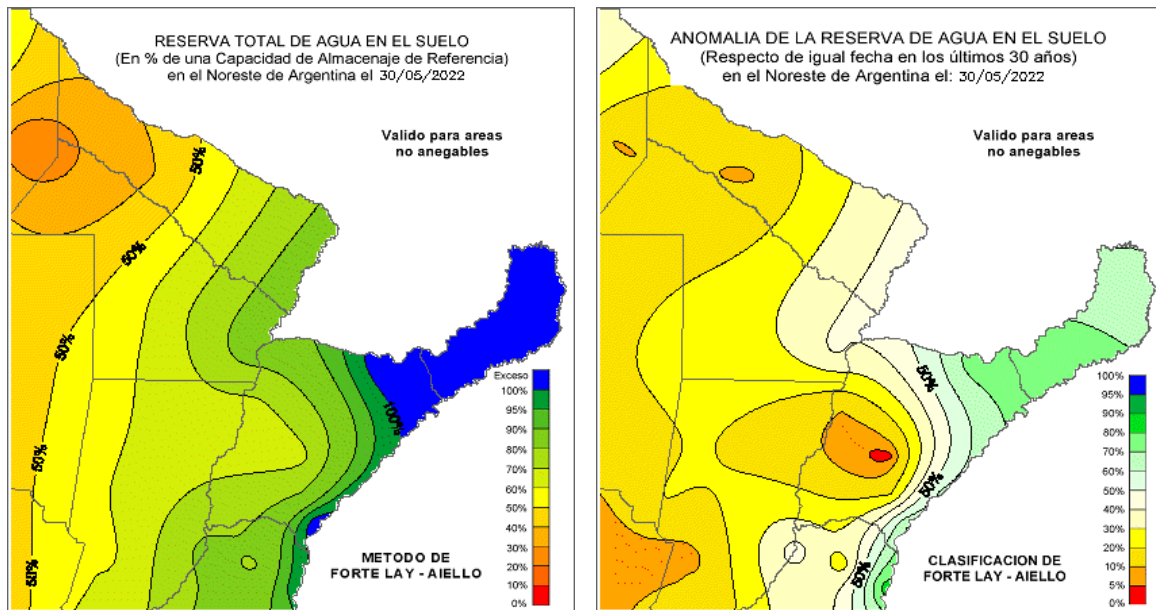 RESERVA TOTAL DE AGUA EN EL SUELO
(En % de una Capacidad de Almacenaje de Referencia)
en el Noreste de Argentina el 30/05/2022
Valido para areas
no anegables
50%
50%
50%
50%
50%
100%
Exceso
100%
95%
90%
80%
70%
60%
50%
40%
30%
20%
10%
0%
METODO DE
FORTE LAY - AIELLO
ANOMALIA DE LA RESERVA DE AGUA EN EL SUELO
(Respecto de igual fecha en los últimos 30 años)
en el Noreste de Argentina el: 30/05/2022
Valido para areas
no anegables
50%
50%
50%
100%
95%
90%
80%
70%
60%
50%
40%
30%
20%
10%
5%
0%
CLASIFICACION DE
FORTE LAY - AIELLO